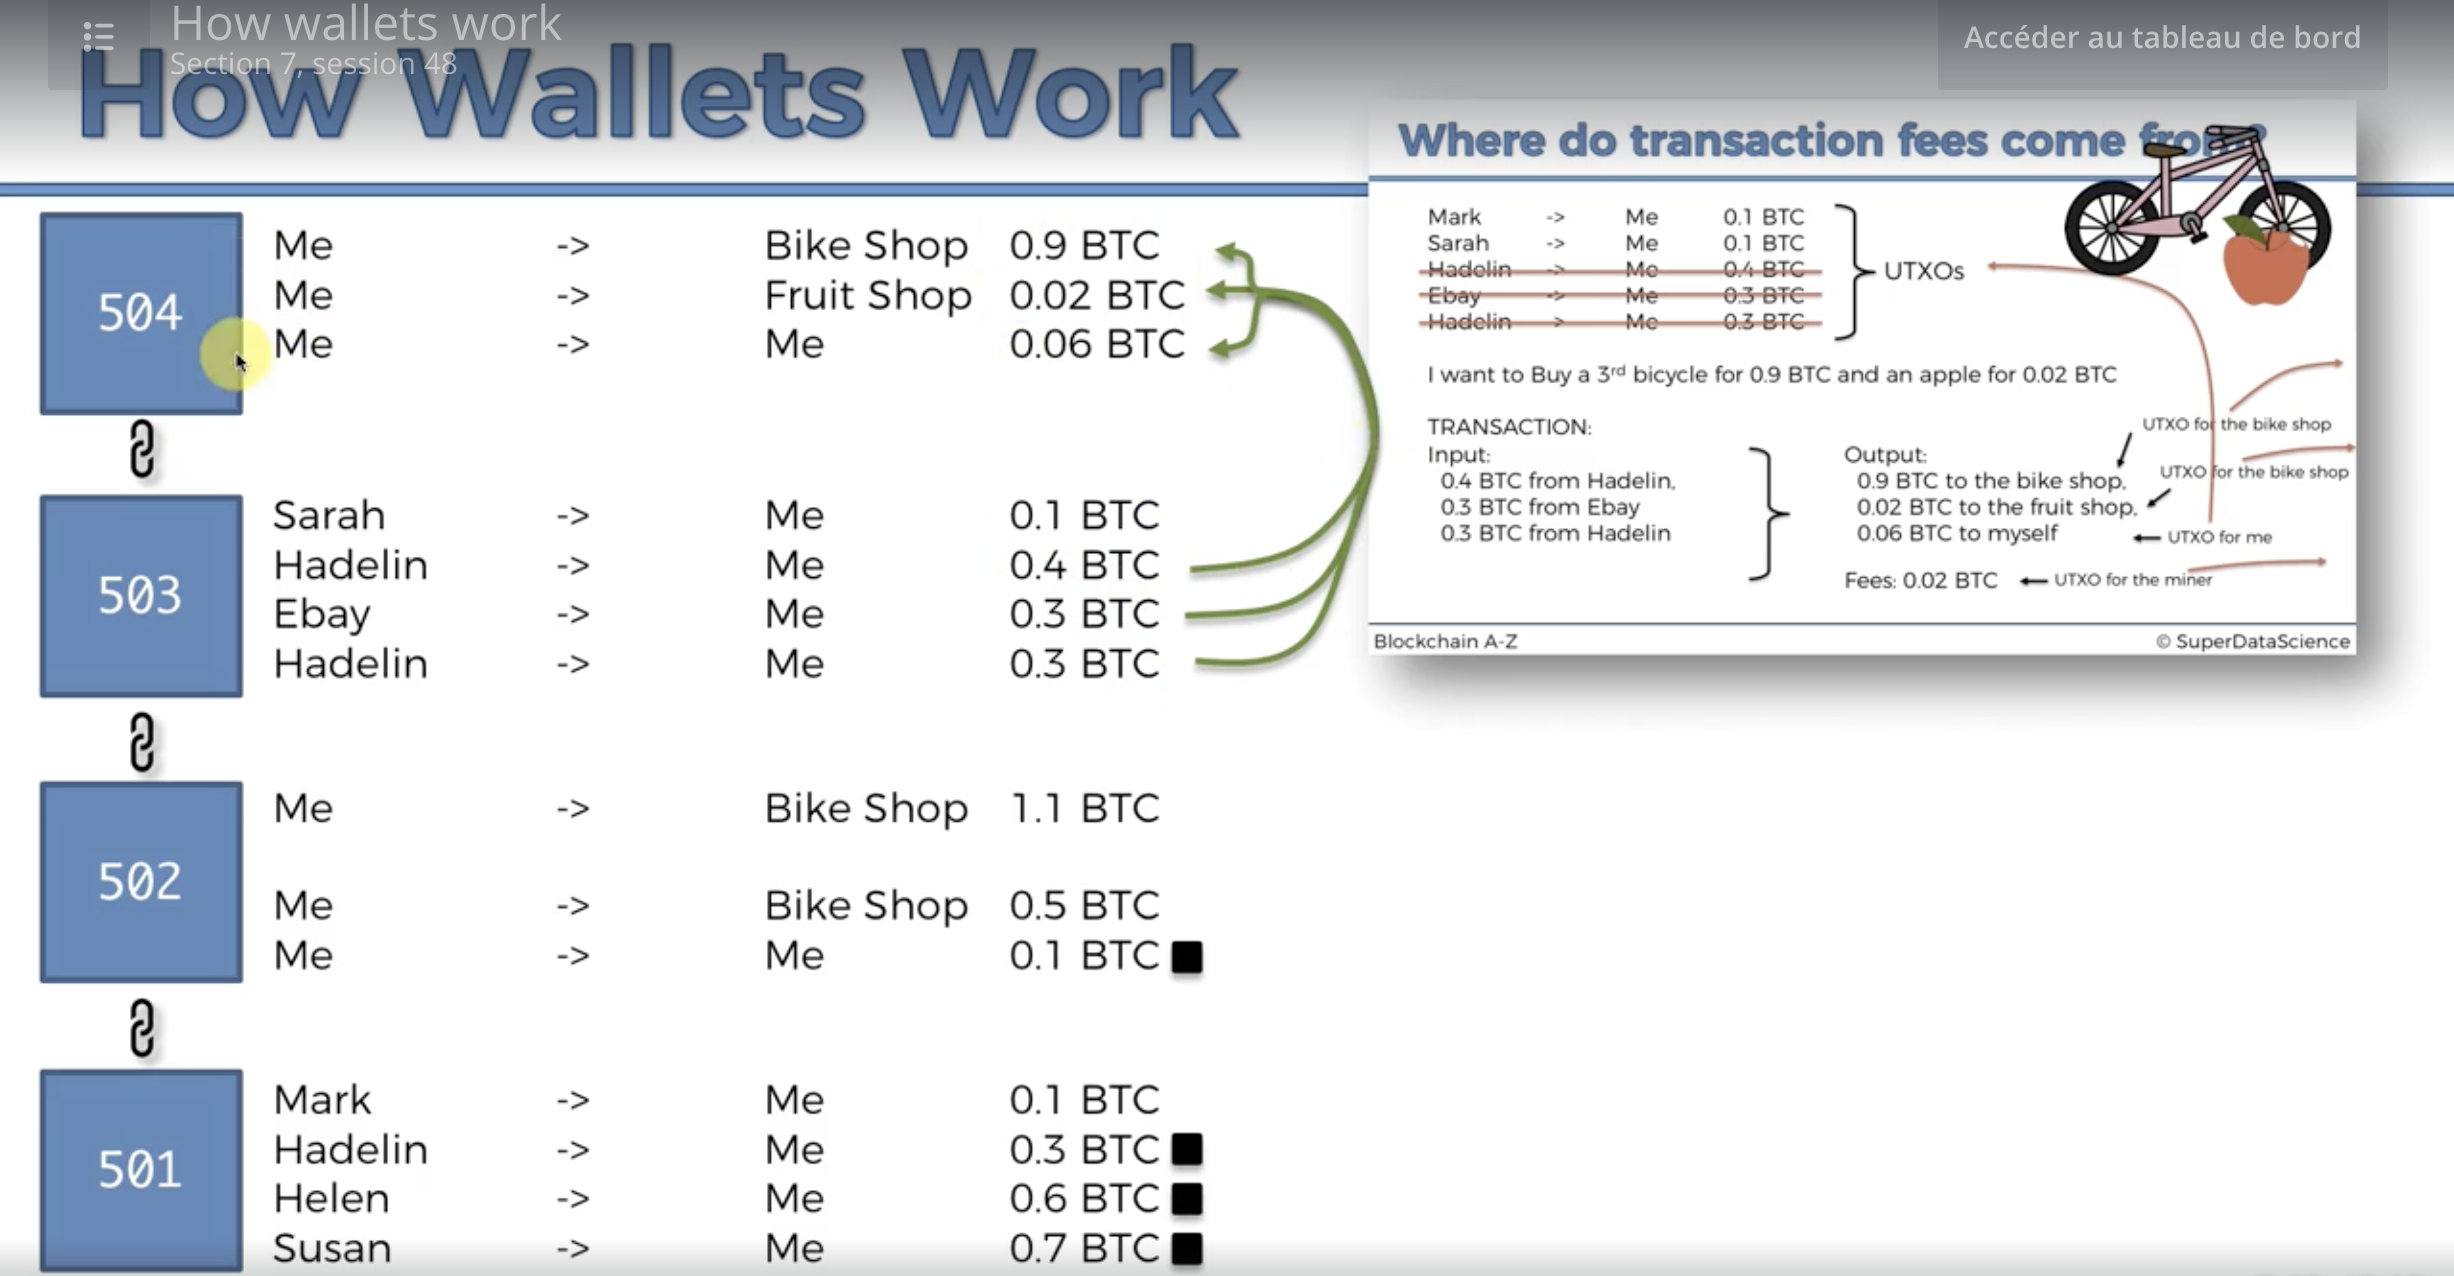 How wallets work
Section 7, session 48
Accéder au tableau de bord
How Wallets Work
504
Me -> Bike Shop 0.9 BTC
Me -> Fruit Shop 0.02 BTC
Me -> Me 0.06 BTC
503
Sarah -> Me 0.1 BTC
Hadelin -> Me 0.4 BTC
Ebay -> Me 0.3 BTC
Hadelin -> Me 0.3 BTC
502
Me -> Bike Shop 1.1 BTC
Me -> Bike Shop 0.5 BTC
Me -> Me 0.1 BTC
501
Mark -> Me 0.1 BTC
Hadelin -> Me 0.3 BTC
Helen -> Me 0.6 BTC
Susan -> Me 0.7 BTC
Where do transaction fees come from?
Mark -> Me 0.1 BTC
Sarah -> Me 0.1 BTC
Hadelin -> Me 0.4 BTC
Ebay -> Me 0.3 BTC
Hadelin -> Me 0.3 BTC
UTXOs
I want to Buy a 3rd bicycle for 0.9 BTC and an apple for 0.02 BTC
TRANSACTION:
Input:
0.4 BTC from Hadelin,
0.3 BTC from Ebay
0.3 BTC from Hadelin
UTXO for the bike shop
Output:
UTXO for the bike shop
0.9 BTC to the bike shop,
0.02 BTC to the fruit shop,
0.06 BTC to myself
UTXO for me
Fees: 0.02 BTC
UTXO for the miner
Blockchain A-Z
© SuperDataScience